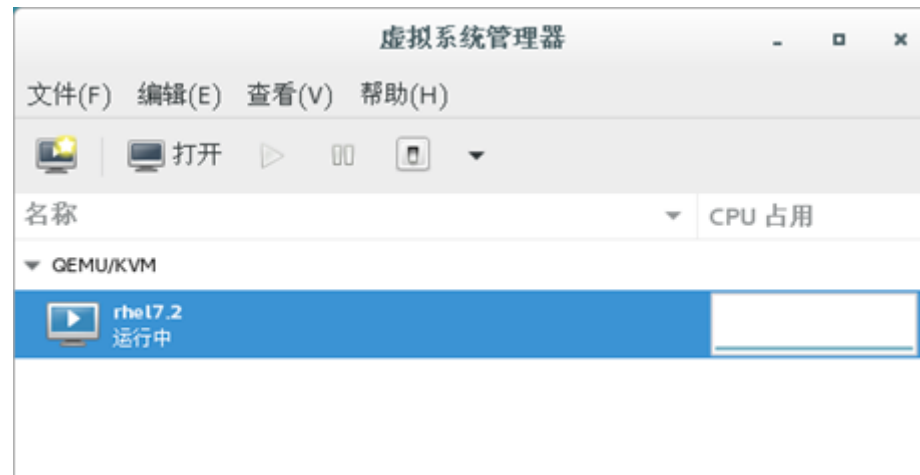 虚拟系统管理器
文件(F) 编辑(E) 查看(V) 帮助(H)
打开
名称 CPU 占用
QEMU/KVM
rhel7.2
运行中